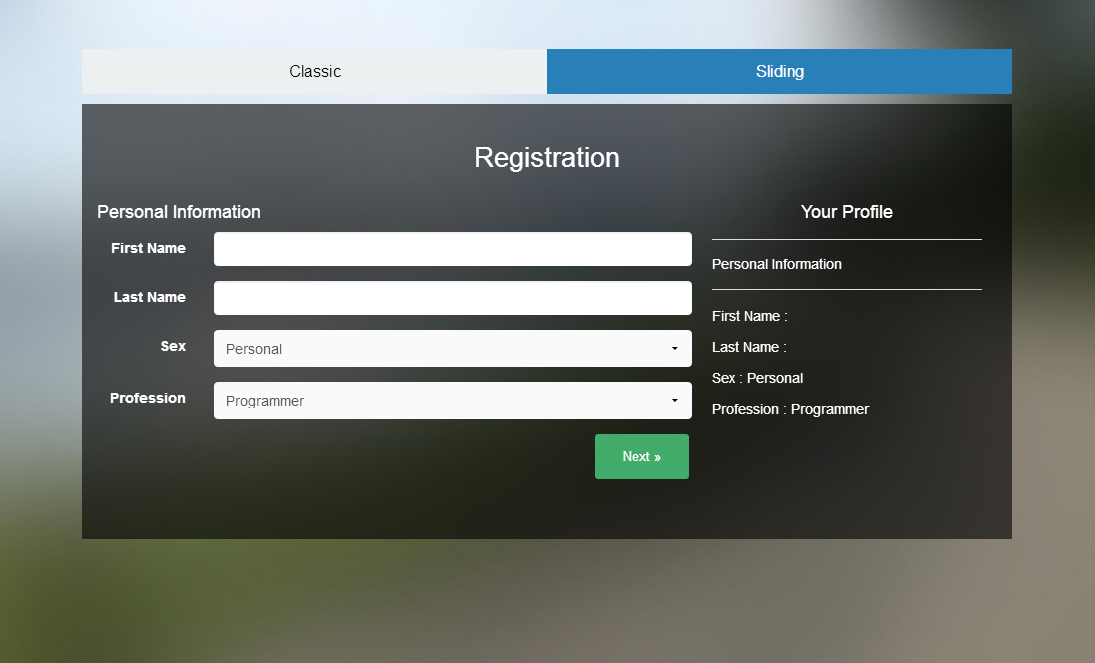 Classic
Sliding
Registration
Personal Information
First Name
Last Name
Sex
Personal
Profession
Programmer
Next »
Your Profile
Personal Information
First Name :
Last Name :
Sex : Personal
Profession : Programmer